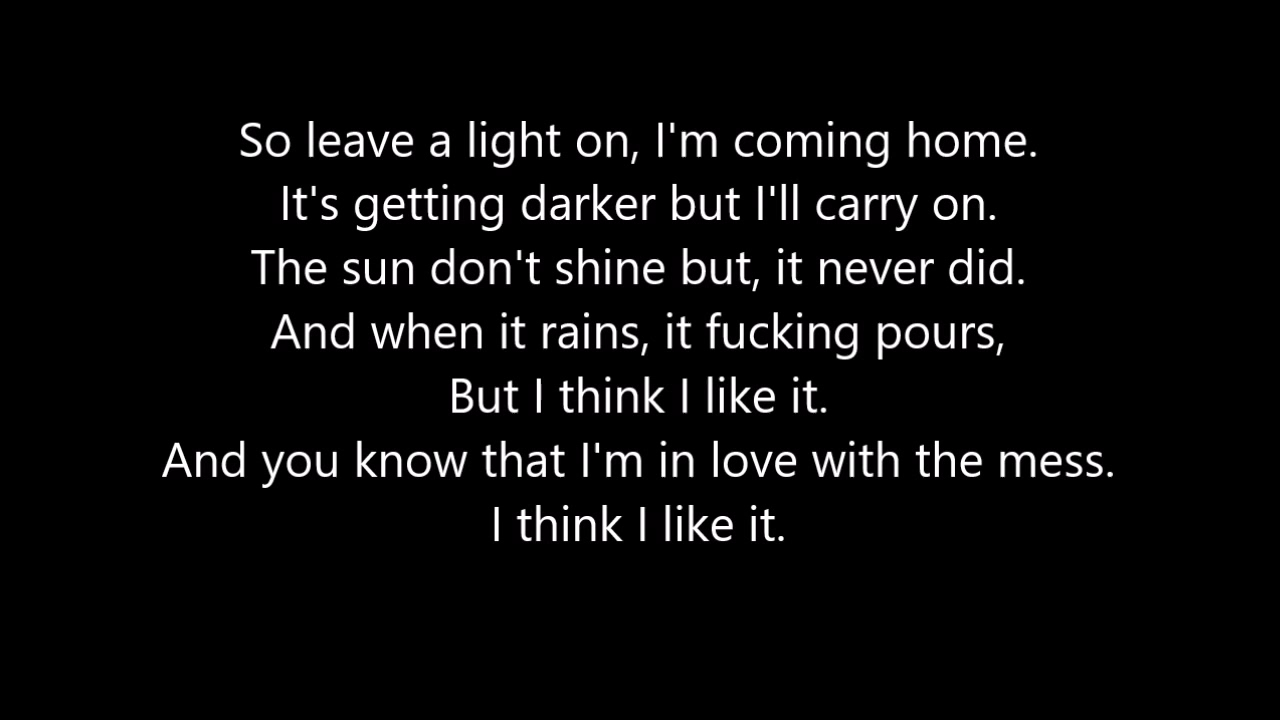 So leave a light on, I'm coming home.
It's getting darker but I'll carry on.
The sun don't shine but, it never did.
And when it rains, it fucking pours,
But I think I like it.
And you know that I'm in love with the mess.
I think I like it.